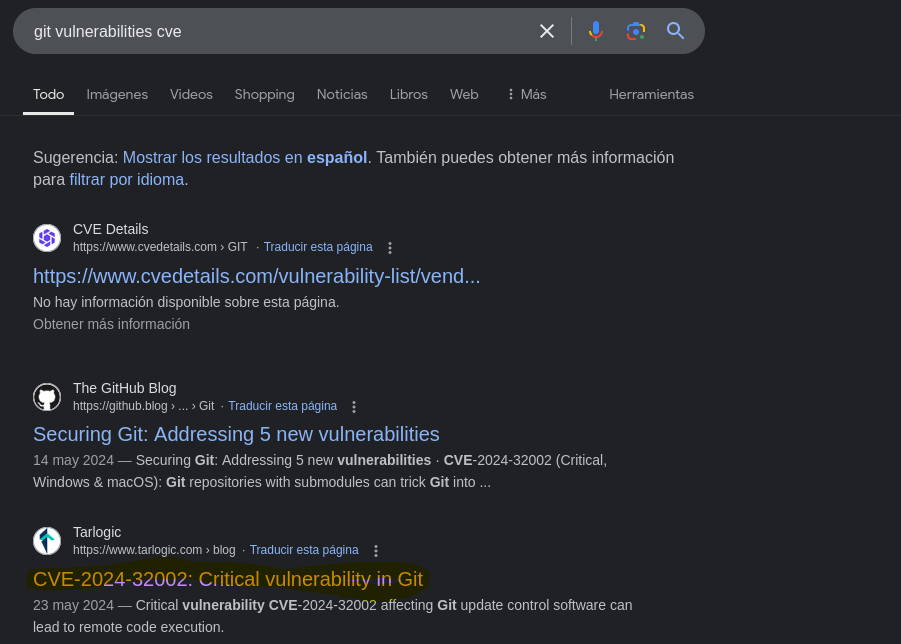 git vulnerabilities cve
Todo Imágenes Videos Shopping Noticias Libros Web Más Herramientas
Sugerencia: Mostrar los resultados en español. También puedes obtener más información
para filtrar por idioma.
CVE Details
https://www.cvedetails.com › GIT · Traducir esta página
https://www.cvedetails.com/vulnerability-list/vend...
No hay información disponible sobre esta página.
Obtener más información
The GitHub Blog
https://github.blog › ... › Git · Traducir esta página
Securing Git: Addressing 5 new vulnerabilities
14 may 2024 — Securing Git: Addressing 5 new vulnerabilities · CVE-2024-32002 (Critical,
Windows & macOS): Git repositories with submodules can trick Git into ...
Tarlogic
https://www.tarlogic.com › blog · Traducir esta página
CVE-2024-32002: Critical vulnerability in Git
23 may 2024 — Critical vulnerability CVE-2024-32002 affecting Git update control software can
lead to remote code execution.